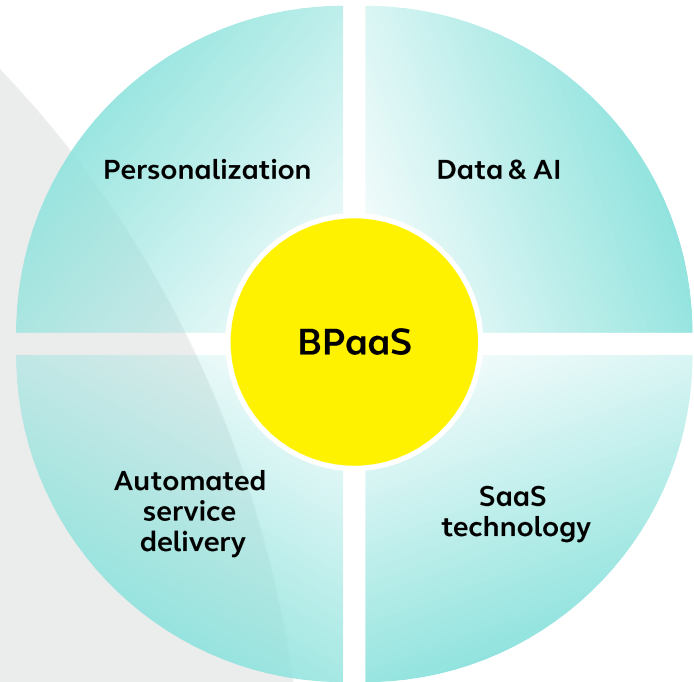 Personalization
Data & AI
BPaaS
Automated
service
delivery
SaaS
technology